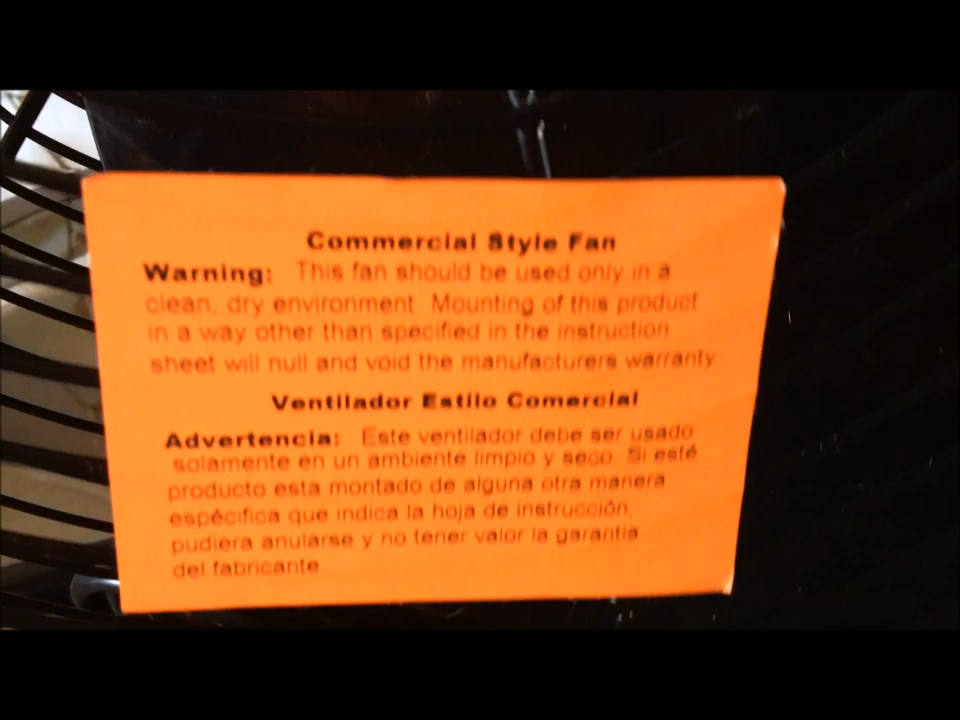 Commercial Style Fan
Warning: This fan should be used only in a
clean, dry environment. Mounting of this product
in a way other than specified in the instruction
sheet will null and void the manufacturers warranty
Ventilador Estilo Comercial
Advertencia: Este ventilador debe ser usado
solamente en un ambiente limpio y seco. Si esté
producto esta montado de alguna otra manera
espécifica que indica la hoja de instrucción,
pudiera anularse y no tener valor la garantia
del fabricante